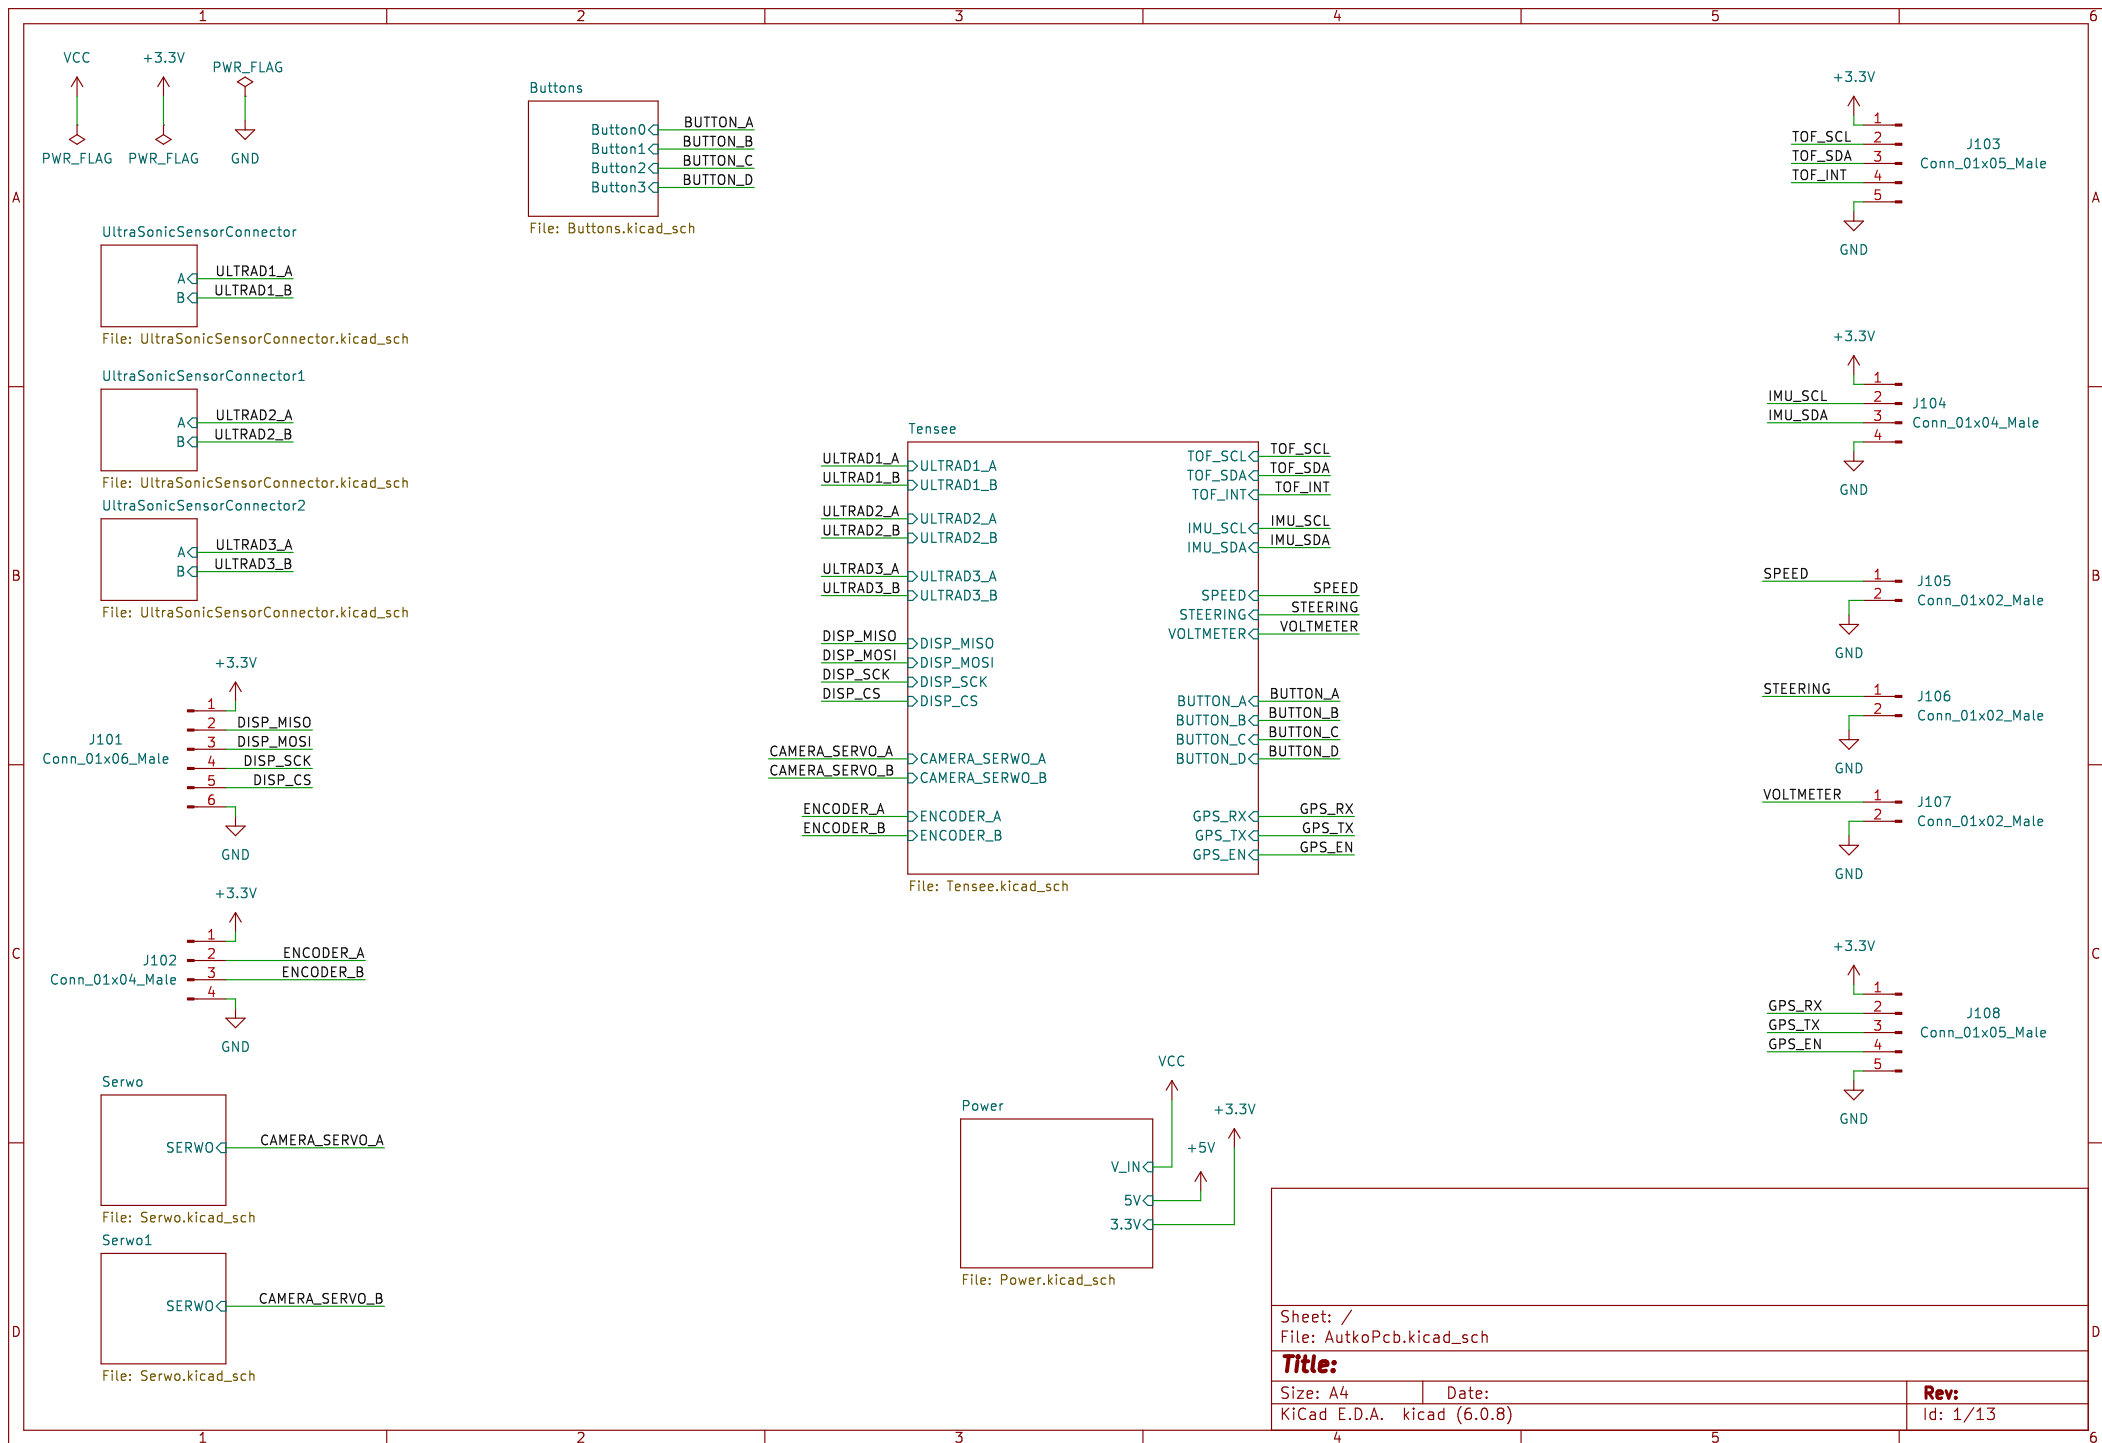 1 2 3 4 5 6
VCC
+3.3V
PWR_FLAG
PWR_FLAG
PWR_FLAG
GND
Buttons
Button0 BUTTON_A
Button1 BUTTON_B
Button2 BUTTON_C
Button3 BUTTON_D
File: Buttons.kicad_sch
+3.3V
1
TOF_SCL 2
TOF_SDA 3
TOF_INT 4
5
J103
Conn_01x05_Male
GND
A A
UltraSonicSensorConnector
A ULTRAD1_A
B ULTRAD1_B
File: UltraSonicSensorConnector.kicad_sch
UltraSonicSensorConnector1
A ULTRAD2_A
B ULTRAD2_B
File: UltraSonicSensorConnector.kicad_sch
UltraSonicSensorConnector2
A ULTRAD3_A
B ULTRAD3_B
File: UltraSonicSensorConnector.kicad_sch
+3.3V
1
IMU_SCL 2
IMU_SDA 3
4
J104
Conn_01x04_Male
GND
Tensee
ULTRAD1_A ULTRAD1_A
ULTRAD1_B ULTRAD1_B
ULTRAD2_A ULTRAD2_A
ULTRAD2_B ULTRAD2_B
ULTRAD3_A ULTRAD3_A
ULTRAD3_B ULTRAD3_B
DISP_MISO DISP_MISO
DISP_MOSI DISP_MOSI
DISP_SCK DISP_SCK
DISP_CS DISP_CS
CAMERA_SERVO_A CAMERA_SERWO_A
CAMERA_SERVO_B CAMERA_SERWO_B
ENCODER_A ENCODER_A
ENCODER_B ENCODER_B
TOF_SCL TOF_SCL
TOF_SDA TOF_SDA
TOF_INT TOF_INT
IMU_SCL IMU_SCL
IMU_SDA IMU_SDA
SPEED SPEED
STEERING STEERING
VOLTMETER VOLTMETER
BUTTON_A BUTTON_A
BUTTON_B BUTTON_B
BUTTON_C BUTTON_C
BUTTON_D BUTTON_D
GPS_RX GPS_RX
GPS_TX GPS_TX
GPS_EN GPS_EN
File: Tensee.kicad_sch
B B
SPEED 1
2
J105
Conn_01x02_Male
GND
STEERING 1
2
J106
Conn_01x02_Male
GND
VOLTMETER 1
2
J107
Conn_01x02_Male
GND
+3.3V
1
2 DISP_MISO
3 DISP_MOSI
4 DISP_SCK
5 DISP_CS
6
J101
Conn_01x06_Male
GND
+3.3V
1
2 ENCODER_A
3 ENCODER_B
4
J102
Conn_01x04_Male
GND
C C
+3.3V
1
GPS_RX 2
GPS_TX 3
GPS_EN 4
5
J108
Conn_01x05_Male
GND
Serwo
SERWO CAMERA_SERVO_A
File: Serwo.kicad_sch
Serwo1
SERWO CAMERA_SERVO_B
File: Serwo.kicad_sch
VCC
+3.3V
+5V
Power
V_IN
5V
3.3V
File: Power.kicad_sch
D D
Sheet: /
File: AutkoPcb.kicad_sch
Title:
Size: A4 Date: Rev:
KiCad E.D.A. kicad (6.0.8) Id: 1/13
1 2 3 4 5 6